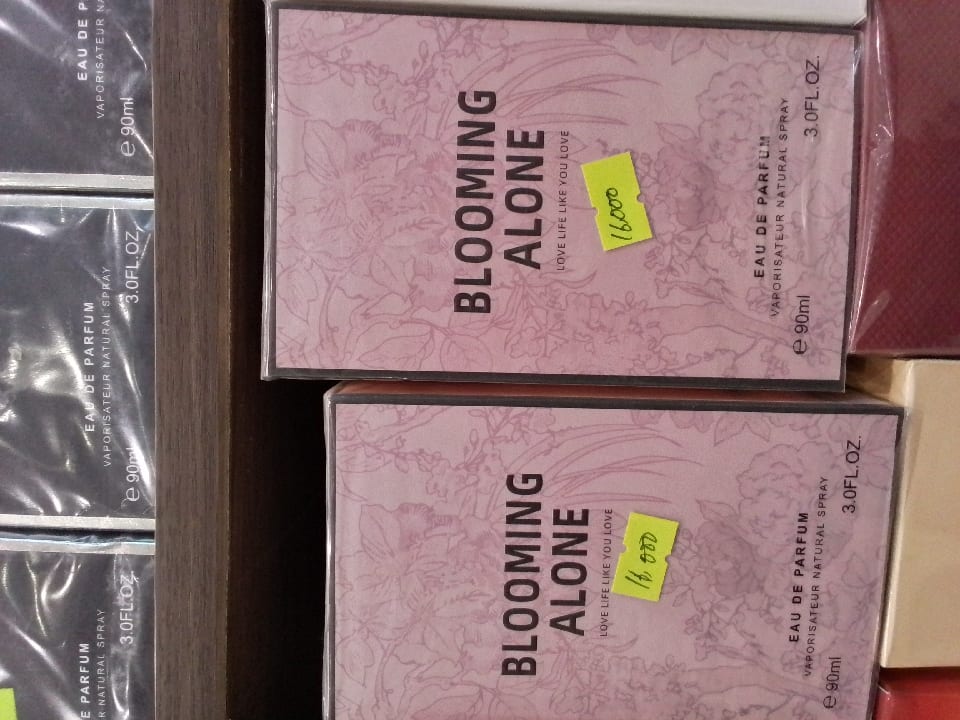 BLOOMING
ALONE
LOVE LIFE LIKE YOU LOVE
16000
EAU DE PARFUM
VAPORISATEUR NATURAL SPRAY
℮ 90ml
3.0FL.OZ.
BLOOMING
ALONE
LOVE LIFE LIKE YOU LOVE
16000
EAU DE PARFUM
VAPORISATEUR NATURAL SPRAY
℮ 90ml
3.0FL.OZ.
EAU DE P
VAPORISATEUR NA
℮ 90ml
EAU DE PARFUM
VAPORISATEUR NATURAL SPRAY
℮ 90ml
3.0FL.OZ.
E PARFUM
R NATURAL SPRAY
3.0FL.OZ.